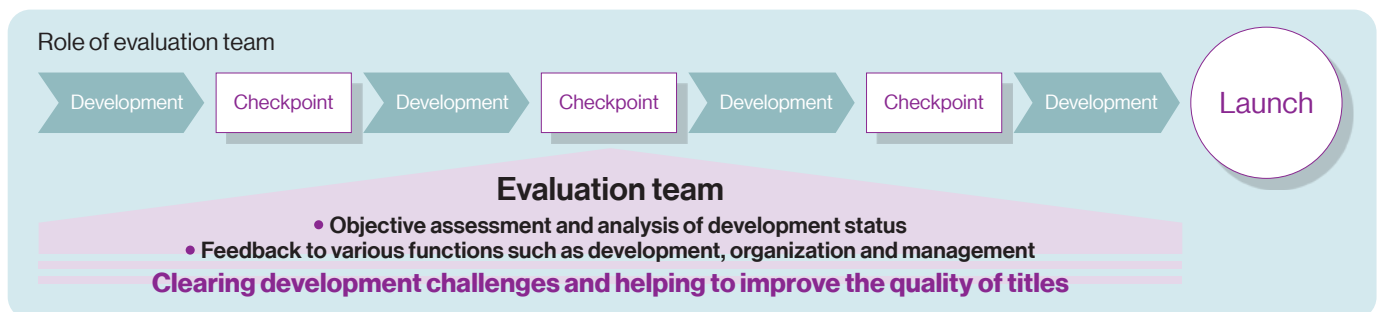 Role of evaluation team
Development
Checkpoint
Development
Checkpoint
Development
Checkpoint
Development
Launch
Evaluation team
• Objective assessment and analysis of development status
• Feedback to various functions such as development, organization and management
Clearing development challenges and helping to improve the quality of titles